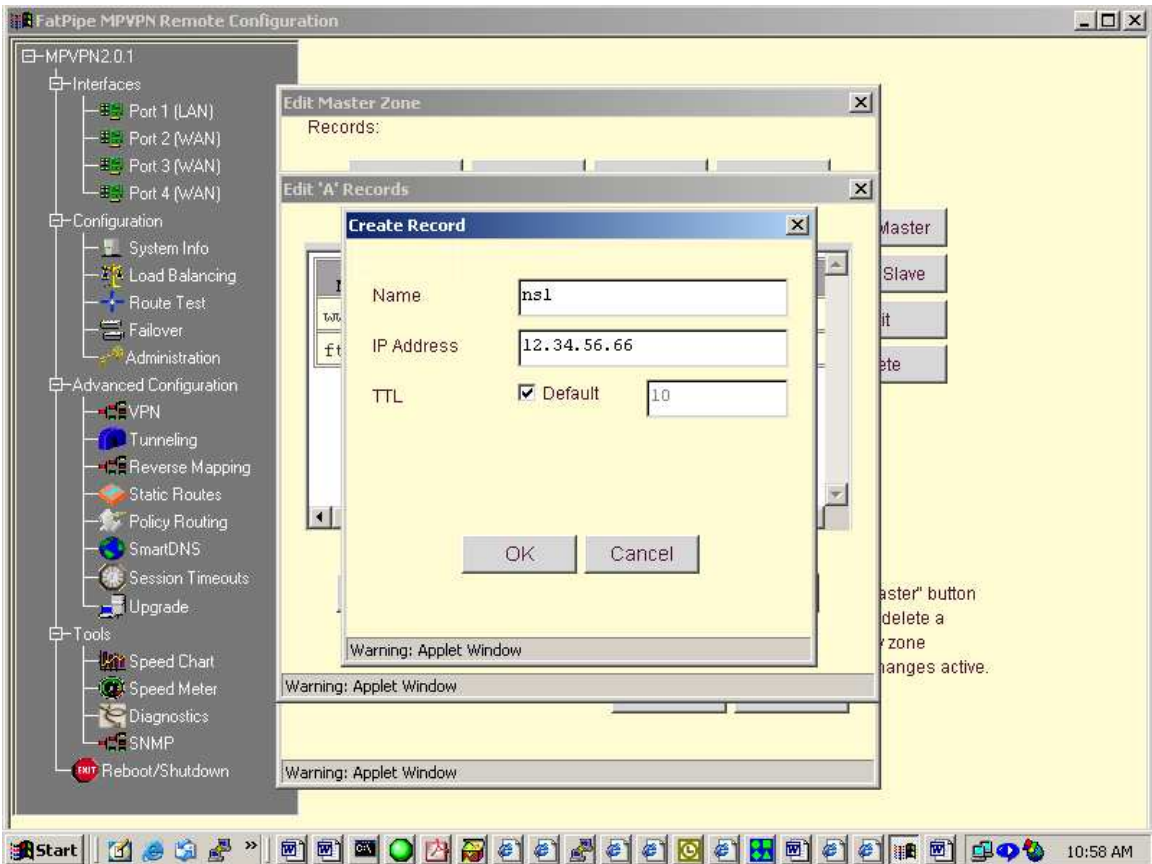 FatPipe MPVPN Remote Configuration
MPVPN2.0.1
Interfaces
Port 1 (LAN)
Port 2 (WAN)
Port 3 (WAN)
Port 4 (WAN)
Configuration
System Info
Load Balancing
Route Test
Failover
Administration
Advanced Configuration
VPN
Tunneling
Reverse Mapping
Static Routes
Policy Routing
SmartDNS
Session Timeouts
Upgrade
Tools
Speed Chart
Speed Meter
Diagnostics
SNMP
EXIT Reboot/Shutdown
Edit Master Zone
Records:
Edit 'A' Records
Create Record
Name ns1
IP Address 12.34.56.66
TTL Default 10
OK Cancel
Warning: Applet Window
Warning: Applet Window
Warning: Applet Window
Master
Slave
it
ete
aster" button
delete a
zone
hanges active.
Start
10:58 AM